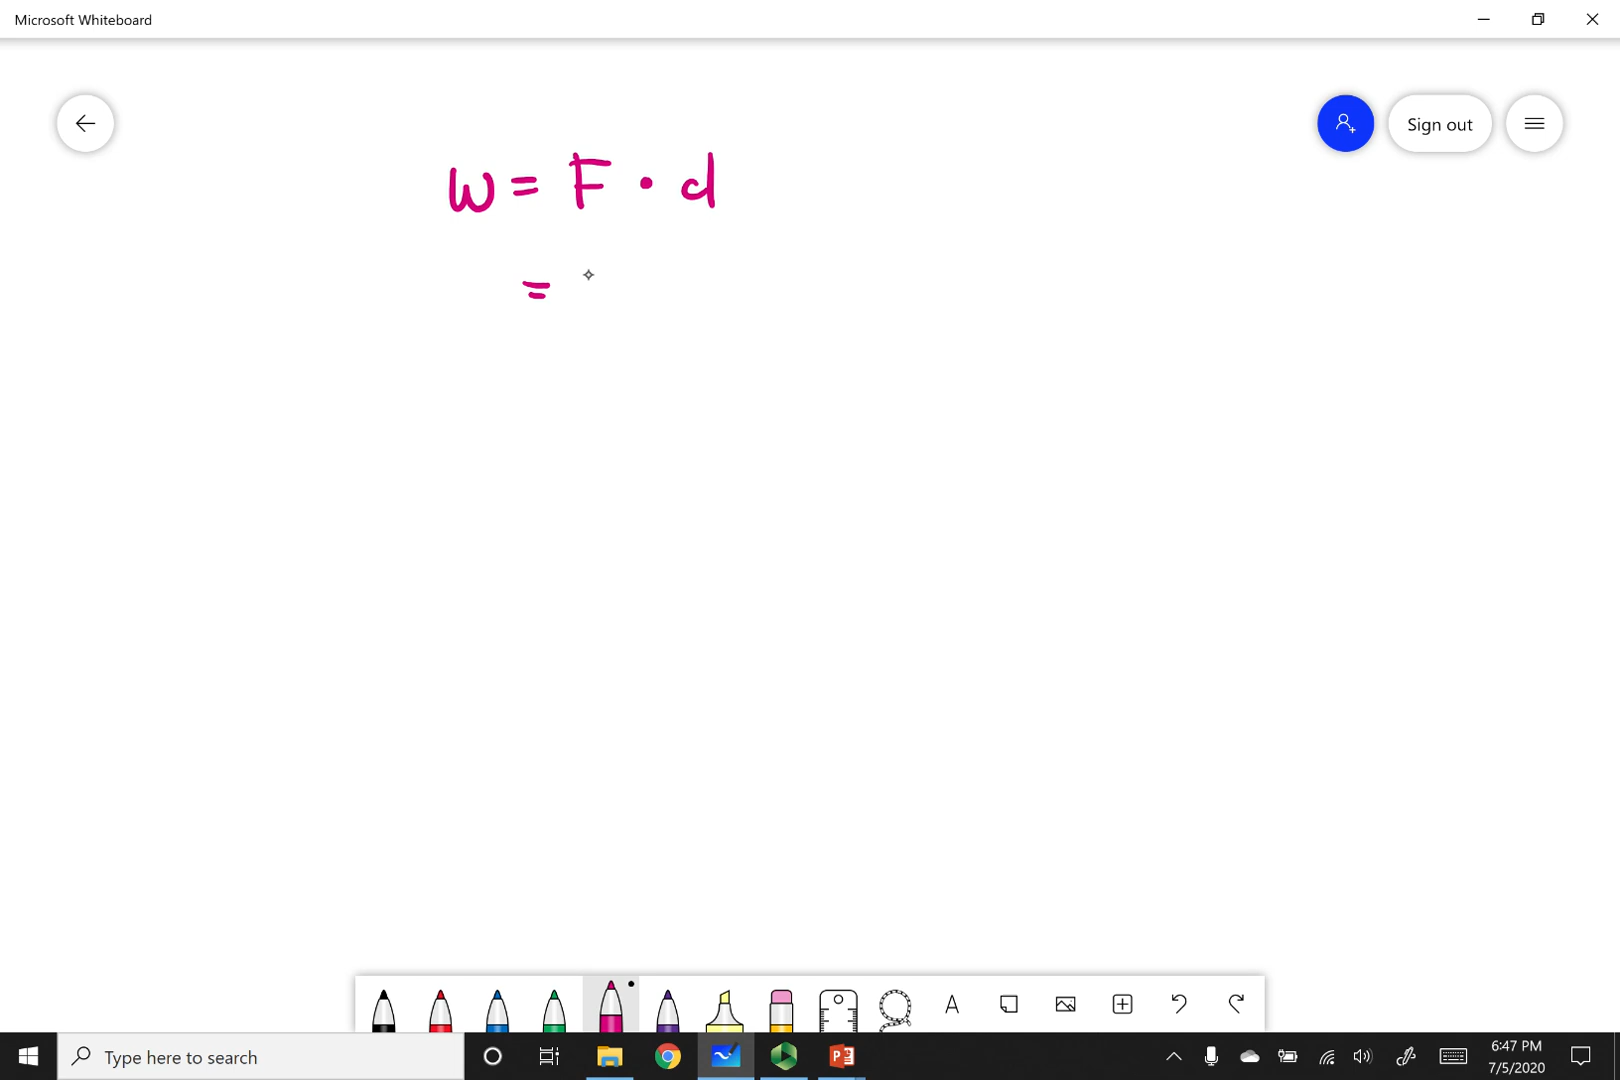 Microsoft Whiteboard
Sign out
W = F · d
=
A
Type here to search
6:47 PM
7/5/2020